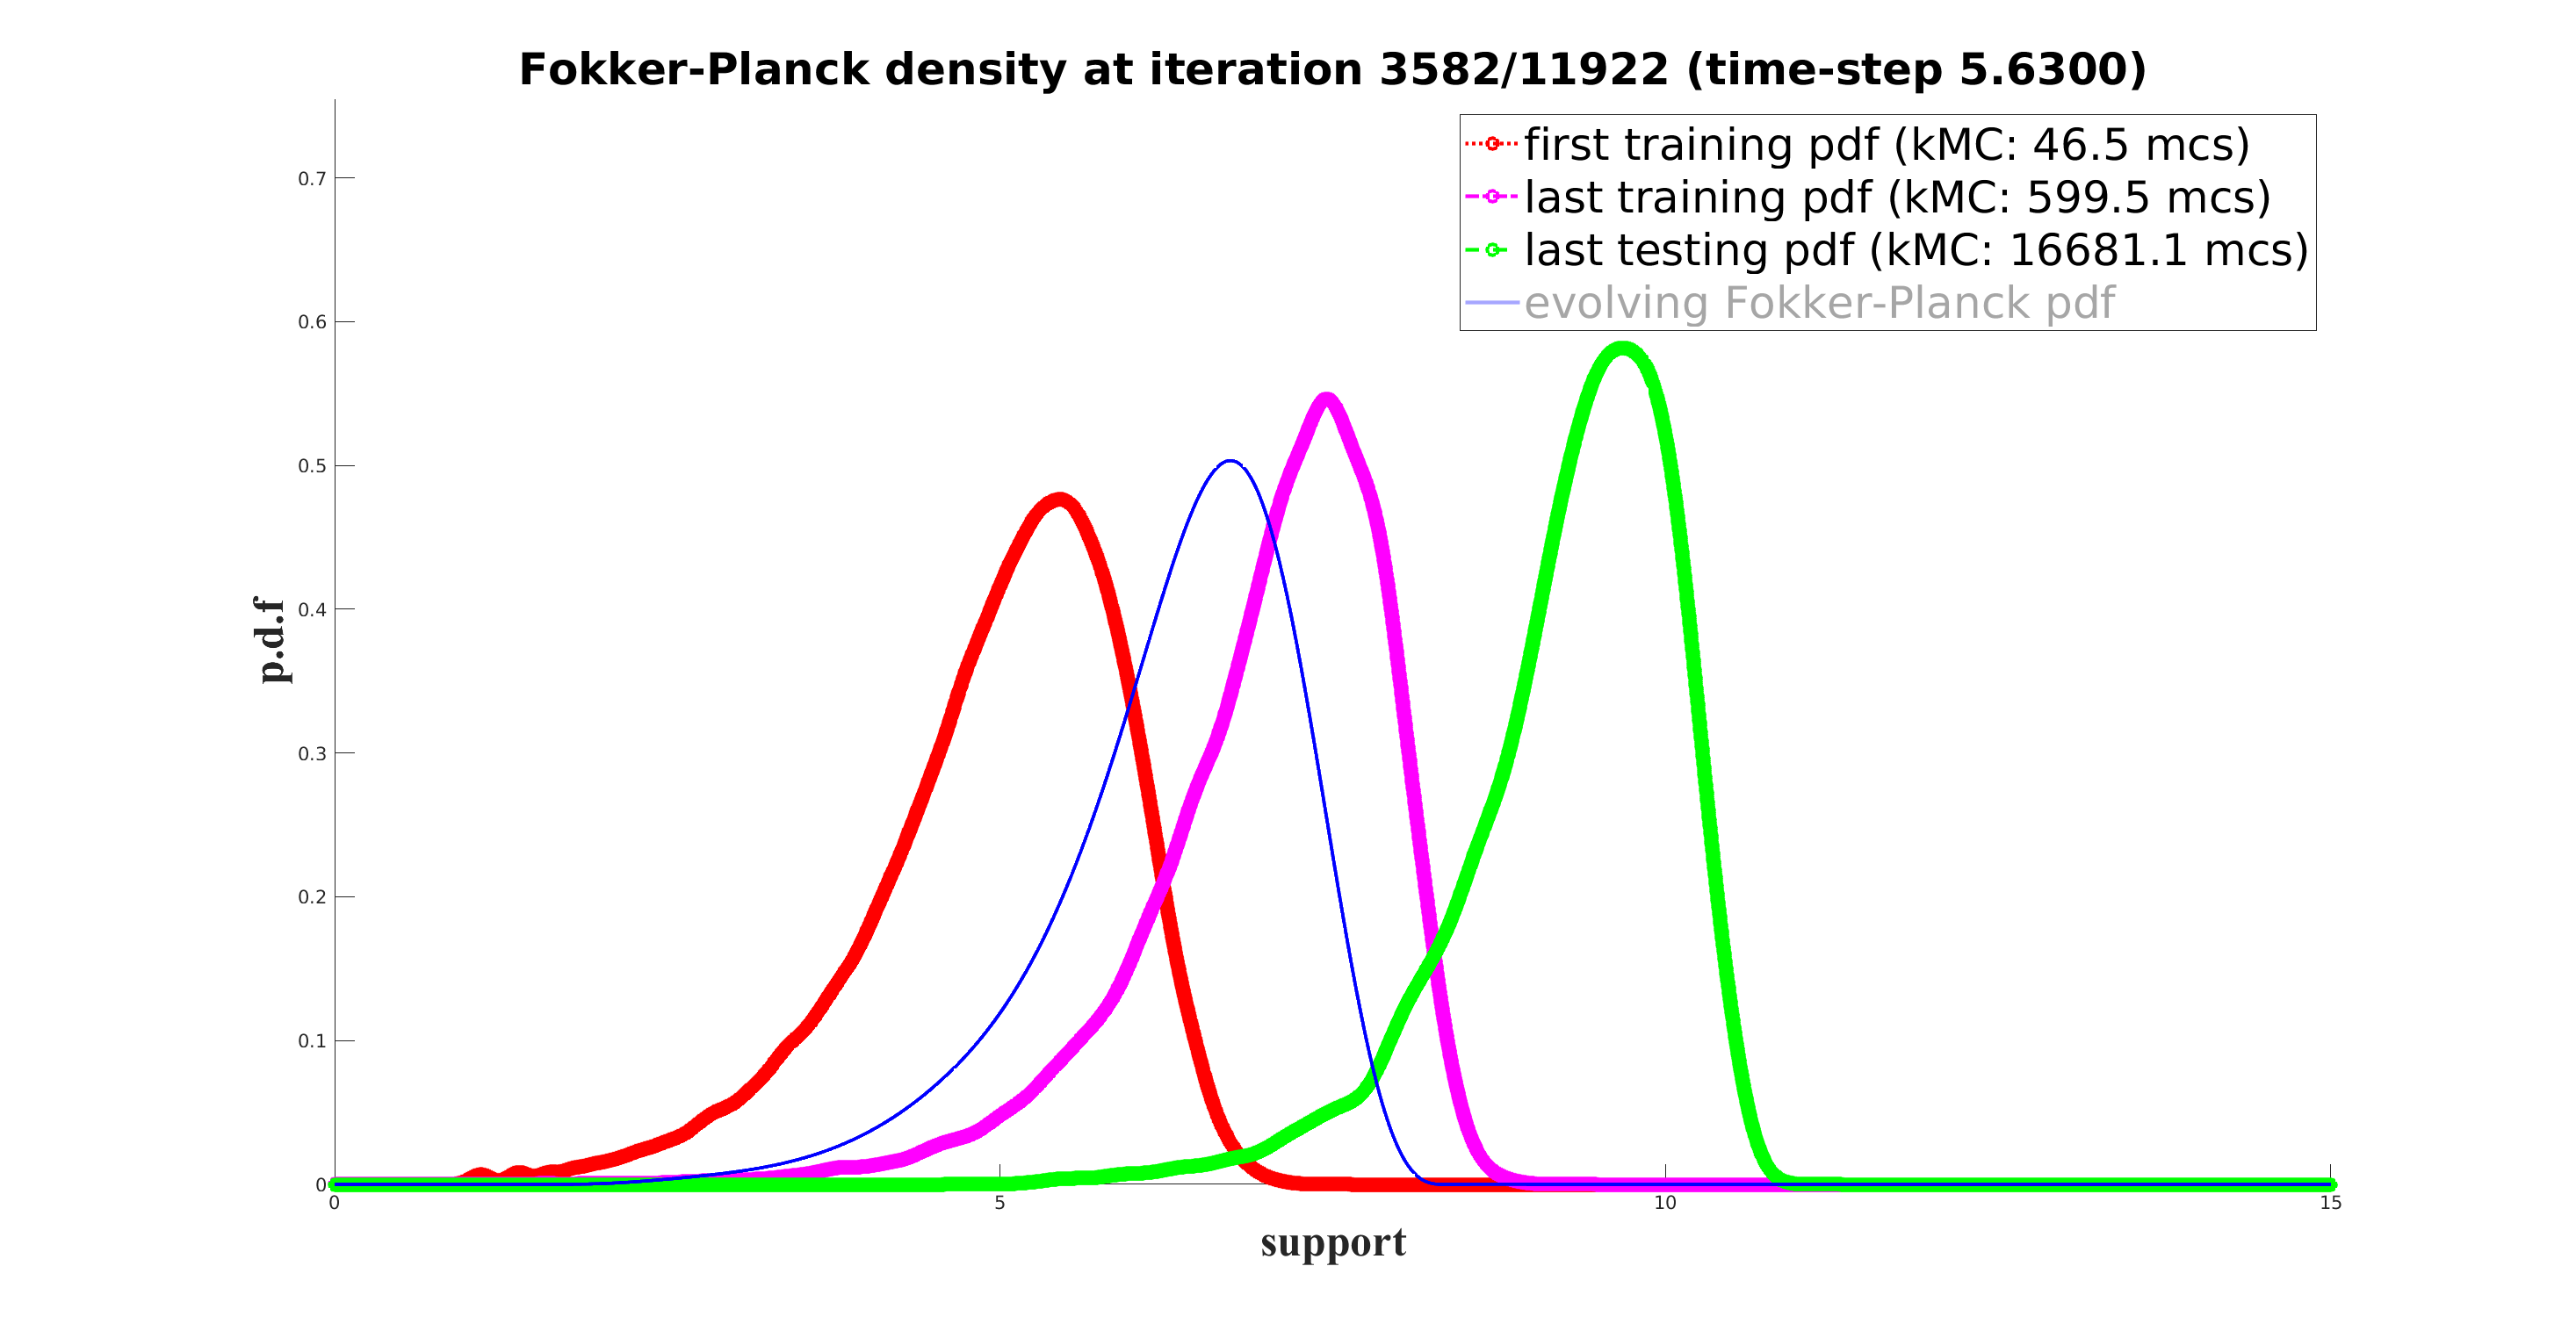 Fokker-Planck density at iteration 3582/11922 (time-step 5.6300)
first training pdf (kMC: 46.5 mcs)
last training pdf (kMC: 599.5 mcs)
last testing pdf (kMC: 16681.1 mcs)
evolving Fokker-Planck pdf
p.d.f
0.7
0.6
0.5
0.4
0.3
0.2
0.1
0
0 5 10 15
support